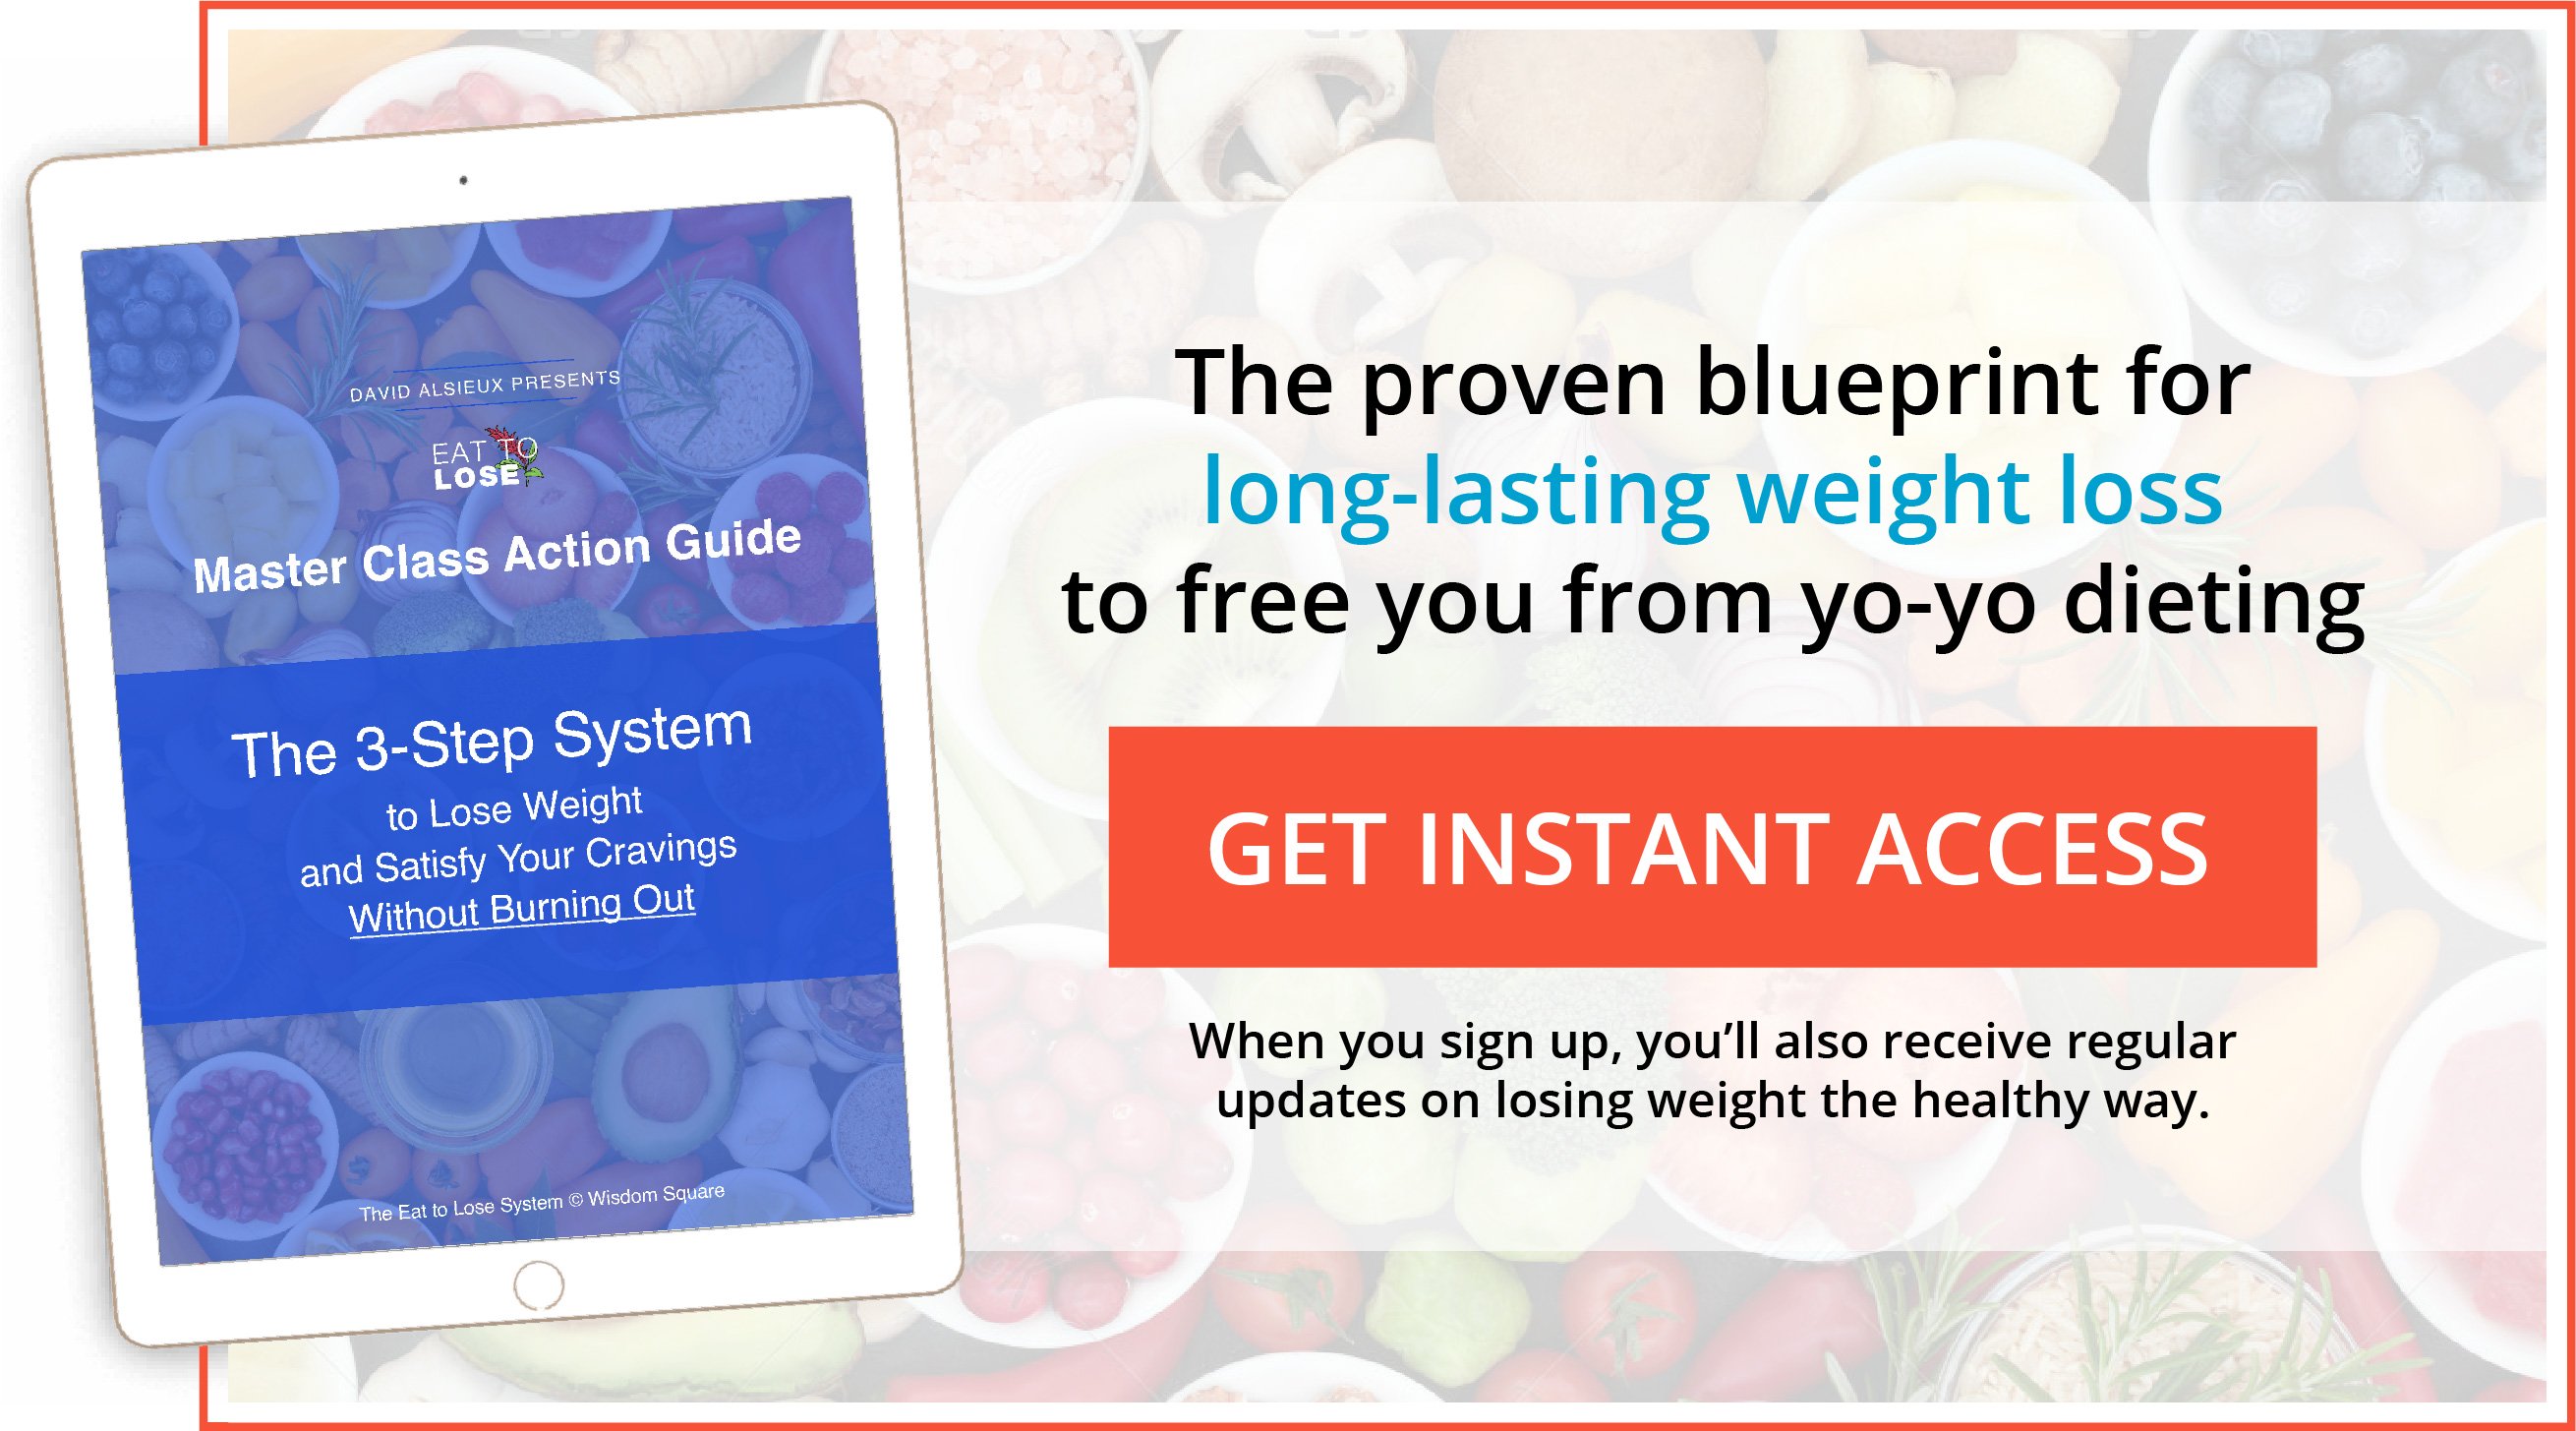 DAVID ALSIEUX PRESENTS
EAT TO
LOSE
Master Class Action Guide
The 3-Step System
to Lose Weight
and Satisfy Your Cravings
Without Burning Out
The Eat to Lose System © Wisdom Square
The proven blueprint for
long-lasting weight loss
to free you from yo-yo dieting
GET INSTANT ACCESS
When you sign up, you’ll also receive regular
updates on losing weight the healthy way.